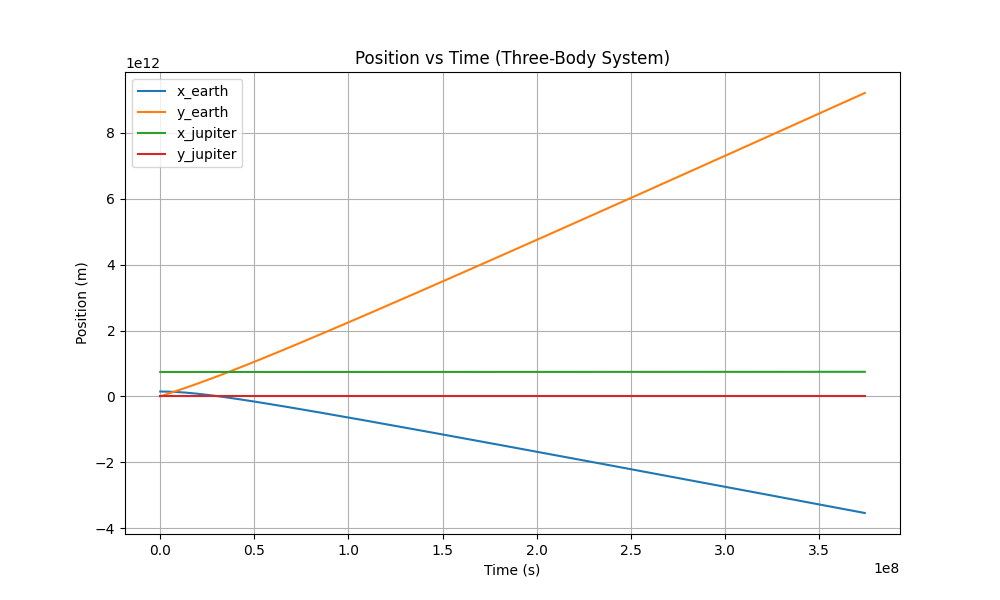 Position vs Time (Three-Body System)
1e12
x_earth
y_earth
x_jupiter
y_jupiter
8
6
4
2
0
−2
−4
Position (m)
0.0 0.5 1.0 1.5 2.0 2.5 3.0 3.5
1e8
Time (s)